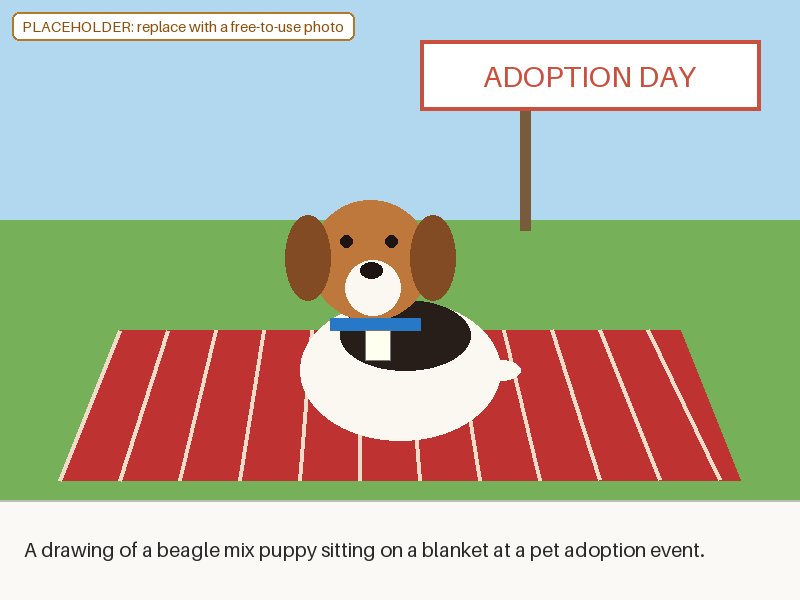 PLACEHOLDER: replace with a free-to-use photo
ADOPTION DAY
A drawing of a beagle mix puppy sitting on a blanket at a pet adoption event.